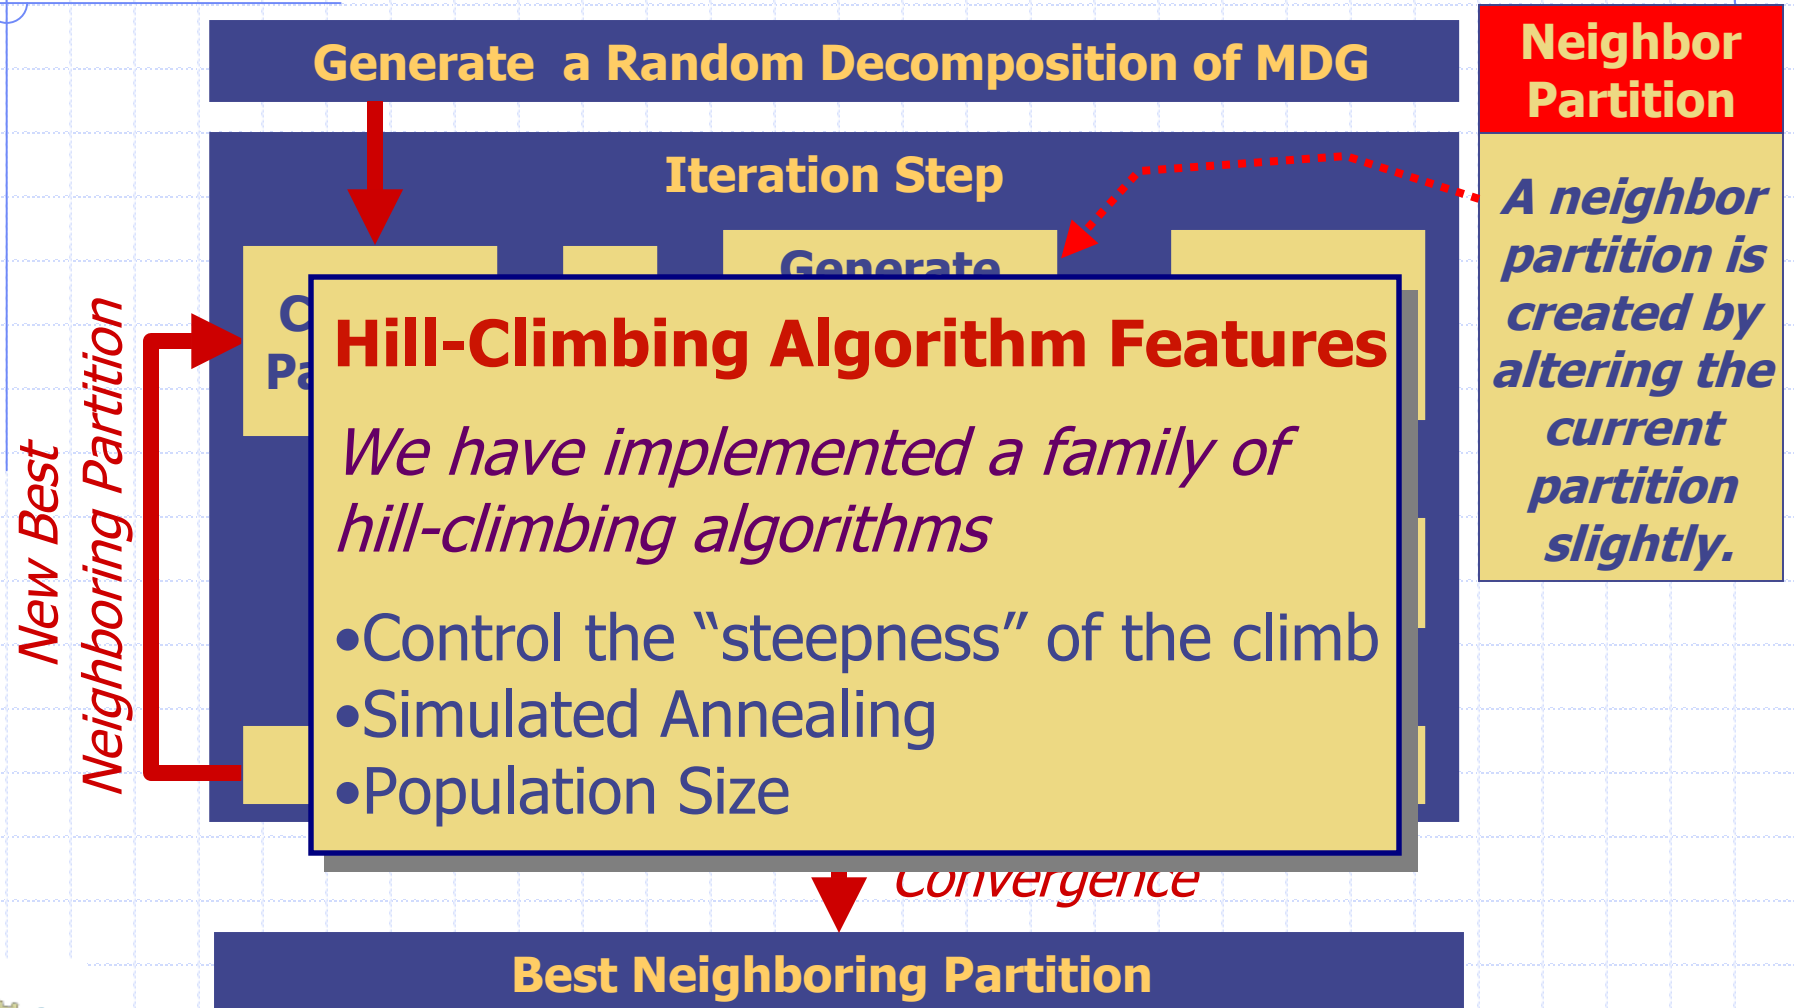 Generate a Random Decomposition of MDG
Neighbor
Partition
Iteration Step
A neighbor
partition is
created by
altering the
current
partition
slightly.
Generate
New Best
Neighboring Partition
Hill-Climbing Algorithm Features
We have implemented a family of
hill-climbing algorithms
•Control the “steepness” of the climb
•Simulated Annealing
•Population Size
Convergence
Best Neighboring Partition